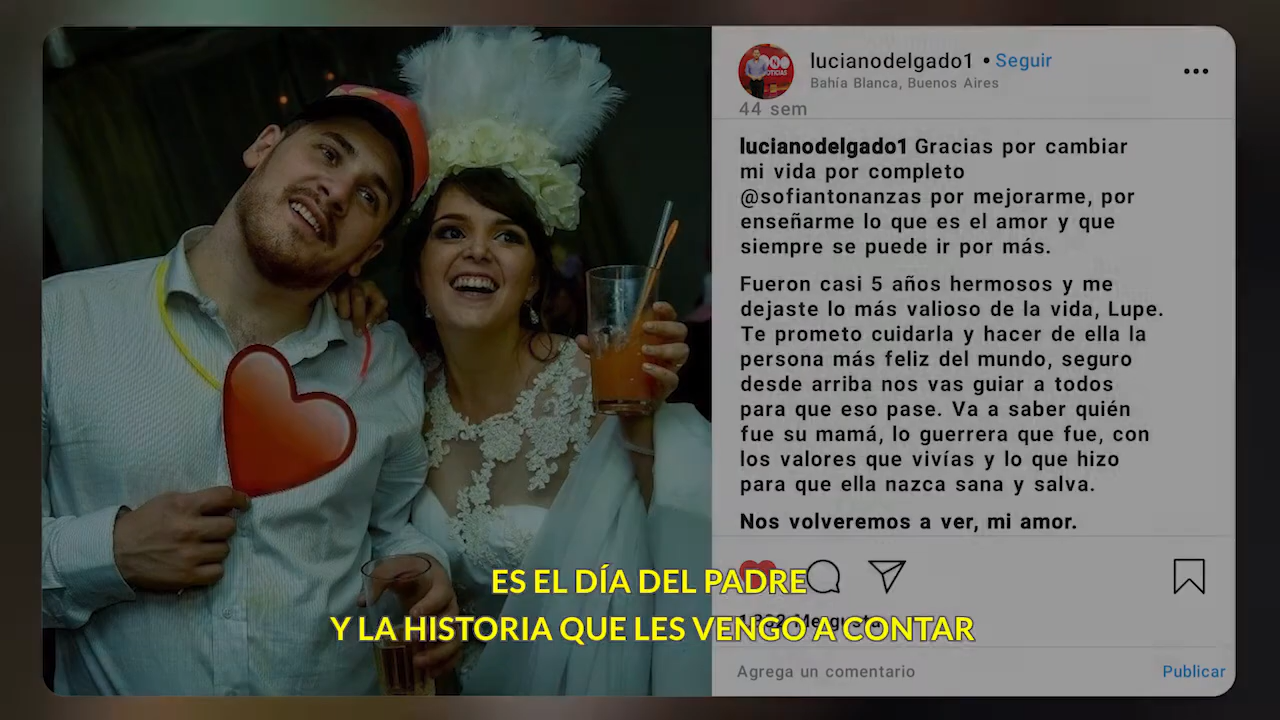 lucianodelgado1 • Seguir
Bahía Blanca, Buenos Aires
44 sem
lucianodelgado1 Gracias por cambiar
mi vida por completo
@sofiantonanzas por mejorarme, por
enseñarme lo que es el amor y que
siempre se puede ir por más.
Fueron casi 5 años hermosos y me
dejaste lo más valioso de la vida, Lupe.
Te prometo cuidarla y hacer de ella la
persona más feliz del mundo, seguro
desde arriba nos vas guiar a todos
para que eso pase. Va a saber quién
fue su mamá, lo guerrera que fue, con
los valores que vivías y lo que hizo
para que ella nazca sana y salva.
Nos volveremos a ver, mi amor.
ES EL DÍA DEL PADRE
Y LA HISTORIA QUE LES VENGO A CONTAR
Agrega un comentario
Publicar